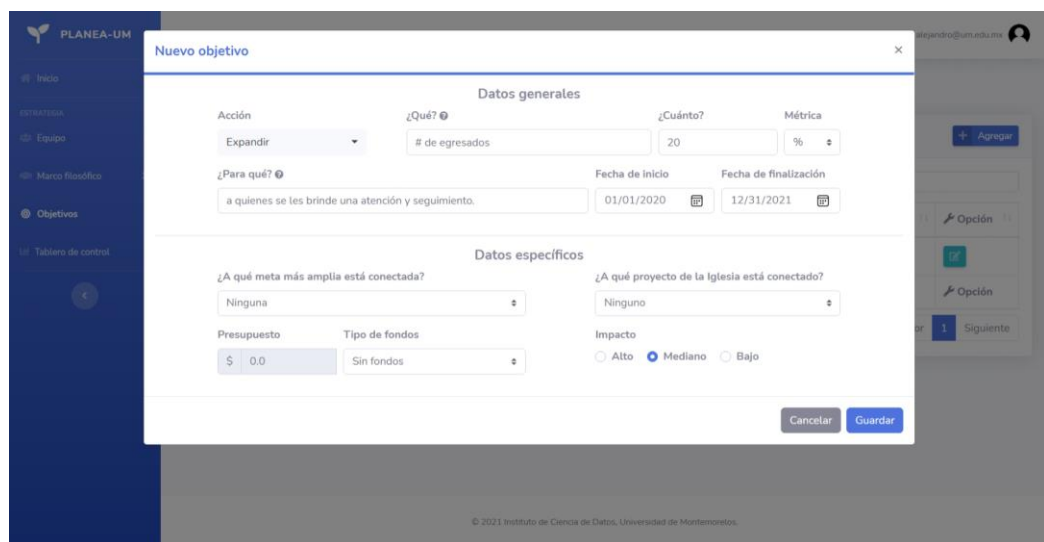 PLANEA-UM
alejandro@um.edu.mx
Nuevo objetivo
×
Inicio
ESTRATEGIA
Equipo
Marco filosófico
Objetivos
Tablero de control
Datos generales
Acción ¿Qué? ¿Cuánto? Métrica
Expandir # de egresados 20 %
¿Para qué? Fecha de inicio Fecha de finalización
a quienes se les brinde una atención y seguimiento. 01/01/2020 12/31/2021
Datos específicos
¿A qué meta más amplia está conectada? ¿A qué proyecto de la Iglesia está conectado?
Ninguna Ninguno
Presupuesto Tipo de fondos Impacto
$ 0.0 Sin fondos Alto Mediano Bajo
Cancelar Guardar
+ Agregar
Opción
Opción
1 Siguiente
© 2021 Instituto de Ciencia de Datos, Universidad de Montemorelos.